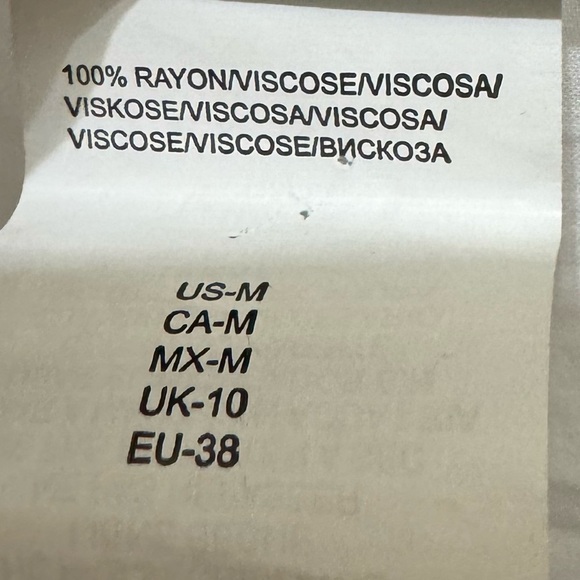 100% RAYON/VISCOSE/VISCOSA/
VISKOSE/VISCOSA/VISCOSA/
VISCOSE/VISCOSE/ВИСКОЗА
US-M
CA-M
MX-M
UK-10
EU-38